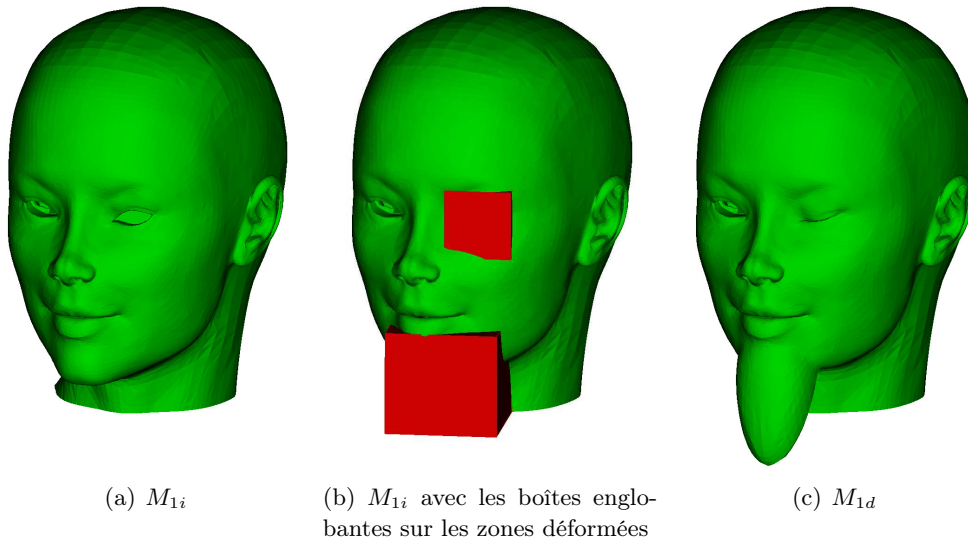 (a) M₁ᵢ
(b) M₁ᵢ avec les boîtes englo-
bantes sur les zones déformées
(c) M₁d